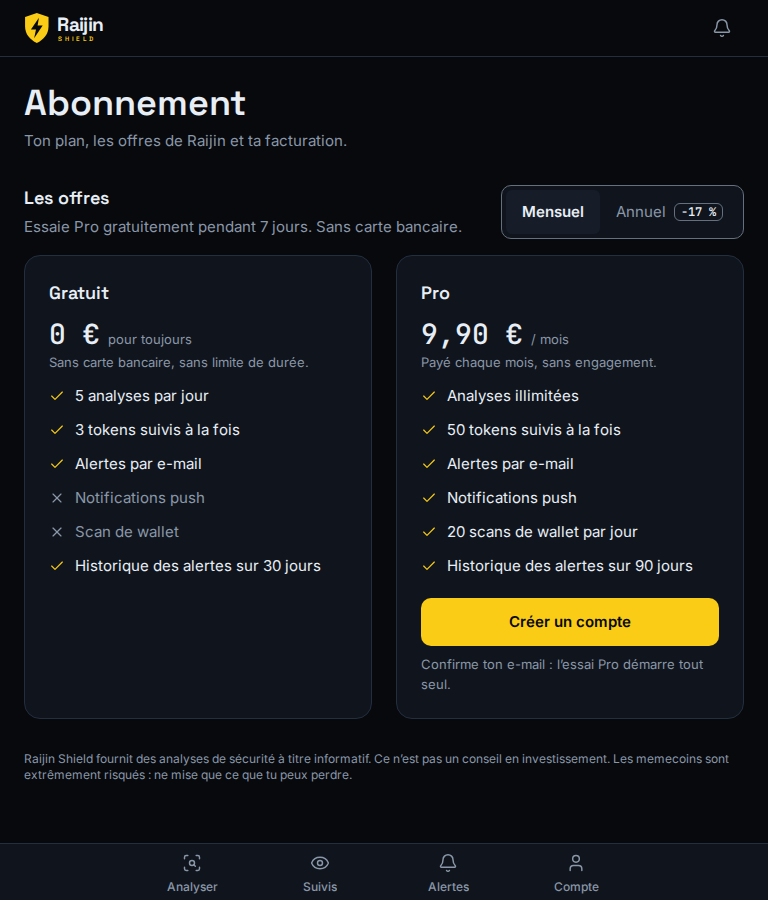 Raijin
SHIELD
Abonnement
Ton plan, les offres de Raijin et ta facturation.
Les offres
Essaie Pro gratuitement pendant 7 jours. Sans carte bancaire.
Mensuel
Annuel -17 %
Gratuit
0 € pour toujours
Sans carte bancaire, sans limite de durée.
5 analyses par jour
3 tokens suivis à la fois
Alertes par e-mail
Notifications push
Scan de wallet
Historique des alertes sur 30 jours
Pro
9,90 € / mois
Payé chaque mois, sans engagement.
Analyses illimitées
50 tokens suivis à la fois
Alertes par e-mail
Notifications push
20 scans de wallet par jour
Historique des alertes sur 90 jours
Créer un compte
Confirme ton e-mail : l’essai Pro démarre tout
seul.
Raijin Shield fournit des analyses de sécurité à titre informatif. Ce n’est pas un conseil en investissement. Les memecoins sont
extrêmement risqués : ne mise que ce que tu peux perdre.
Analyser
Suivis
Alertes
Compte